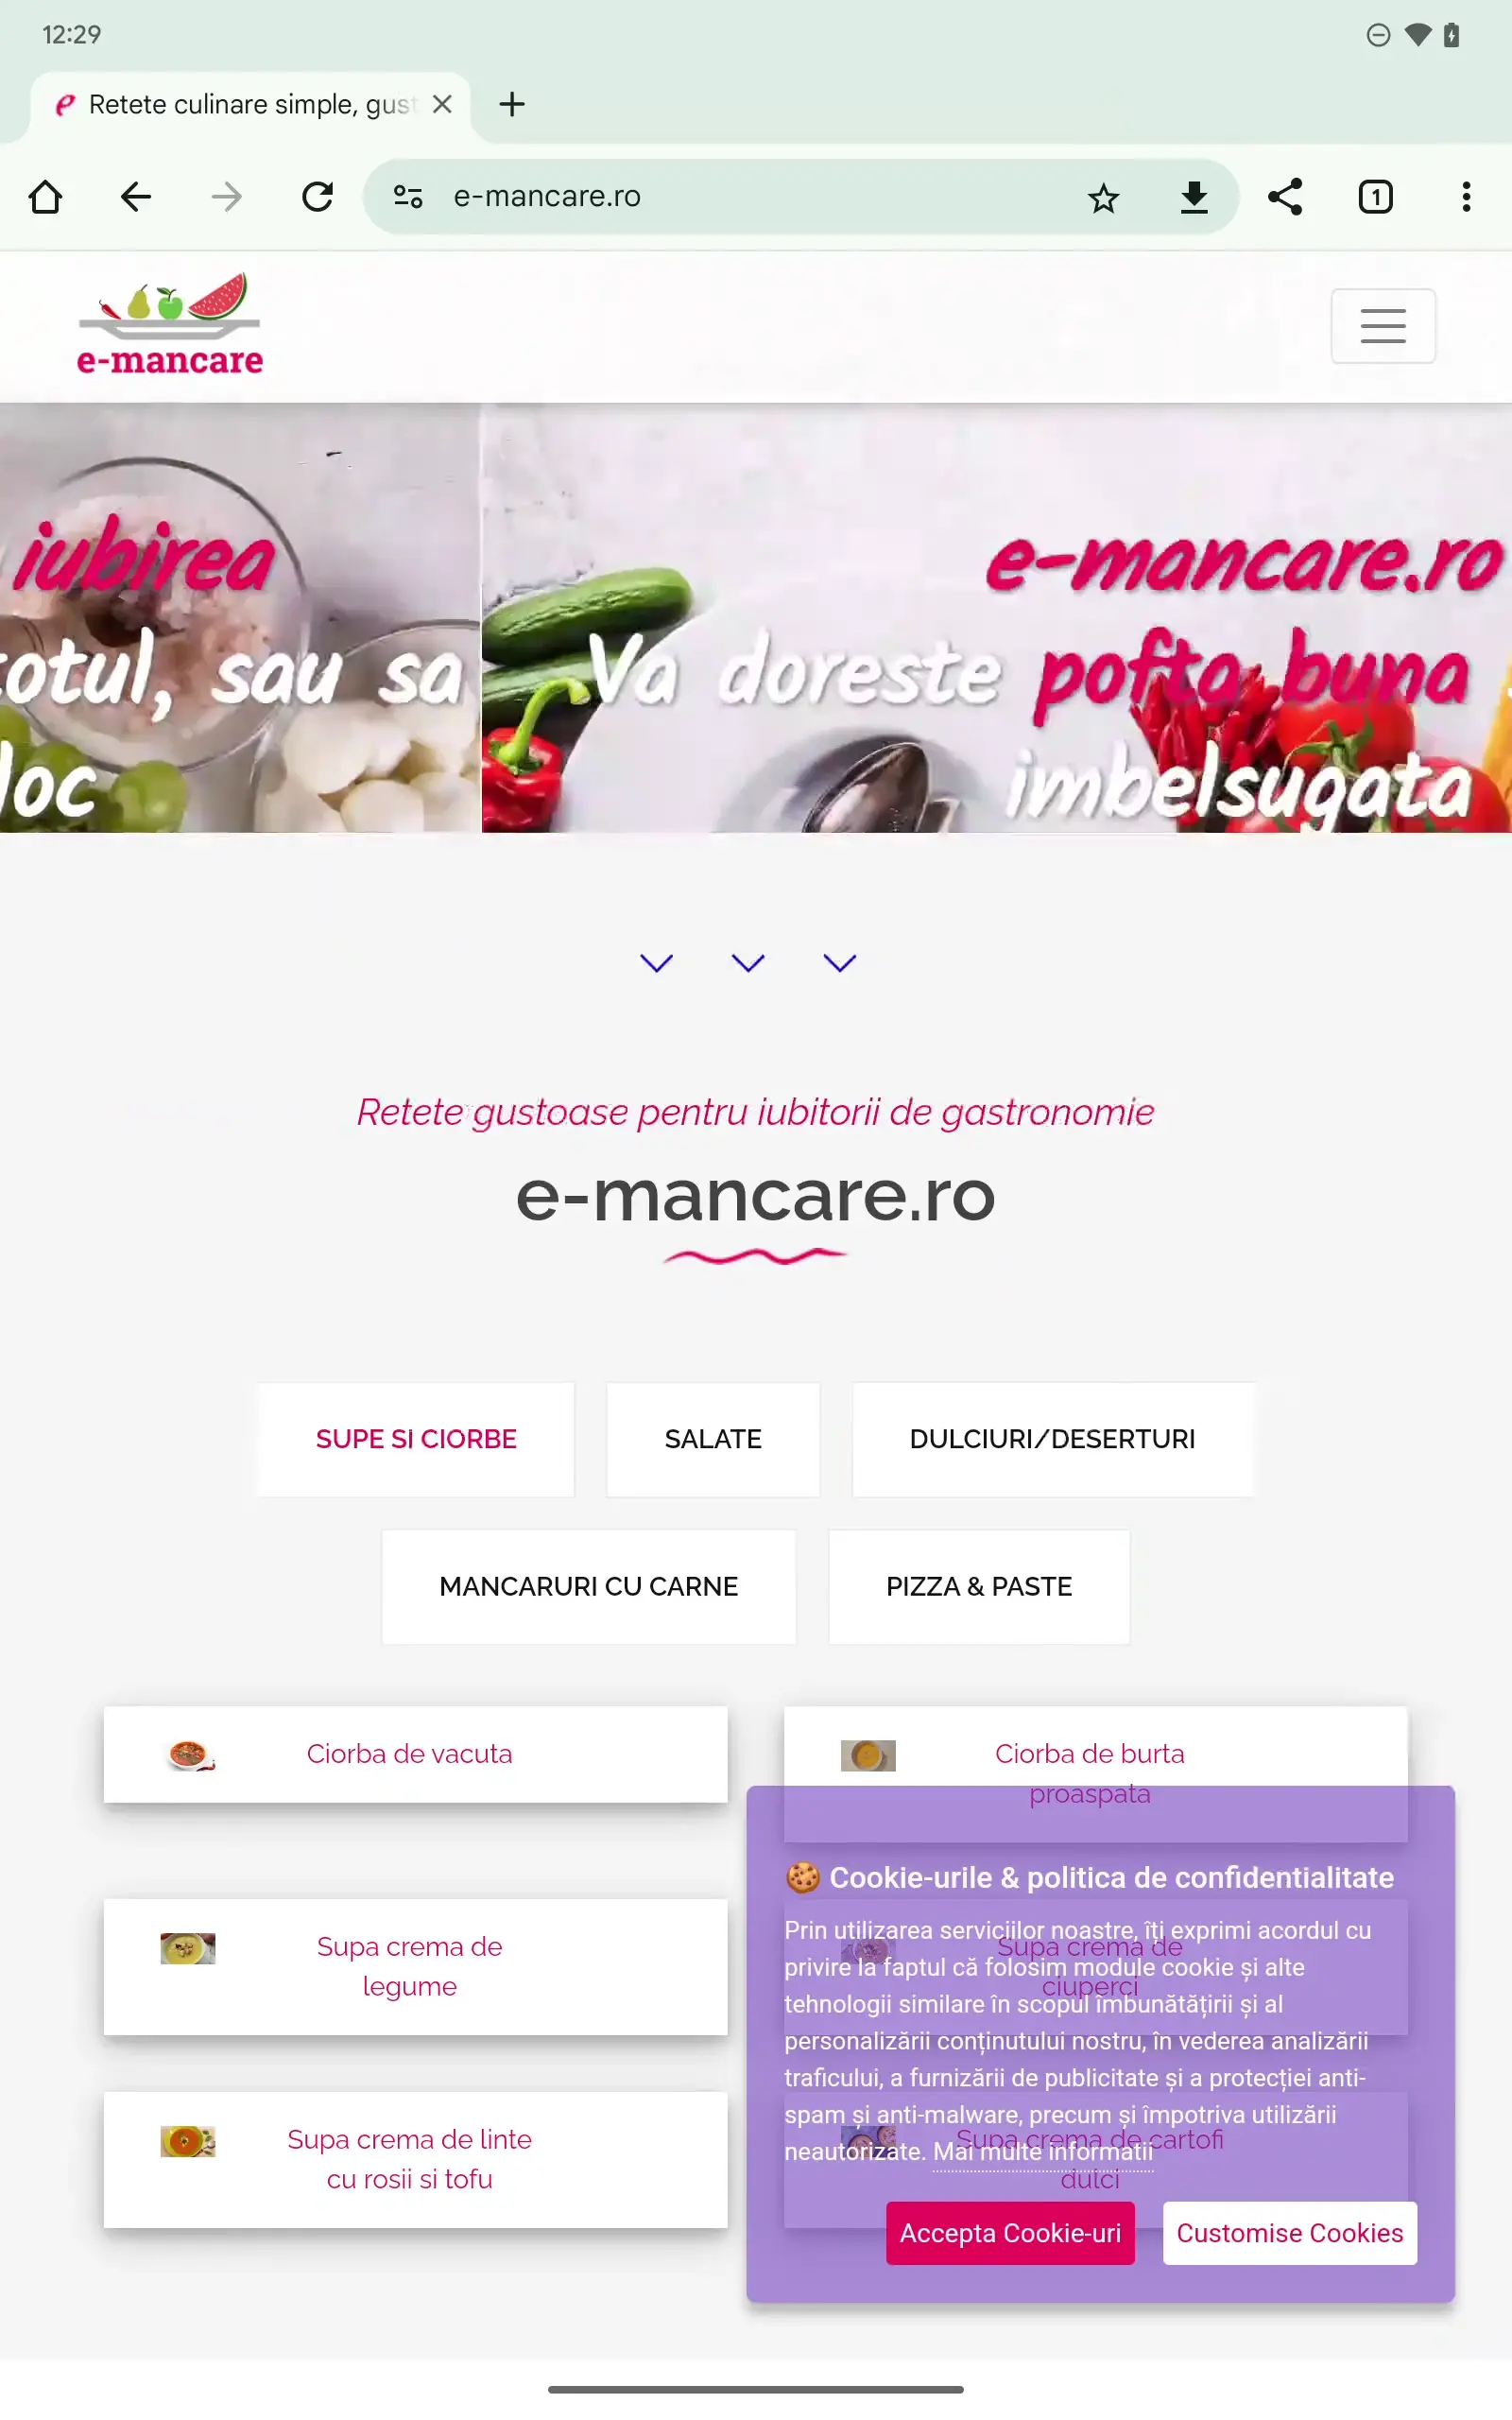 12:29
Retete culinare simple, gust
e-mancare.ro
1
e-mancare
iubirea
totul, sau sa
loc
e-mancare.ro
Va doreste pofta buna
imbelsugata
Retete gustoase pentru iubitorii de gastronomie
e-mancare.ro
SUPE SI CIORBE
SALATE
DULCIURI/DESERTURI
MANCARURI CU CARNE
PIZZA & PASTE
Ciorba de vacuta
Ciorba de burta
proaspata
Supa crema de
legume
Supa crema de
ciuperci
Supa crema de linte
cu rosii si tofu
Supa crema de cartofi
dulci
🍪 Cookie-urile & politica de confidentialitate
Prin utilizarea serviciilor noastre, îți exprimi acordul cu
privire la faptul că folosim module cookie și alte
tehnologii similare în scopul îmbunătățirii și al
personalizării conținutului nostru, în vederea analizării
traficului, a furnizării de publicitate și a protecției anti-
spam și anti-malware, precum și împotriva utilizării
neautorizate. Mai multe informatii
Accepta Cookie-uri
Customise Cookies